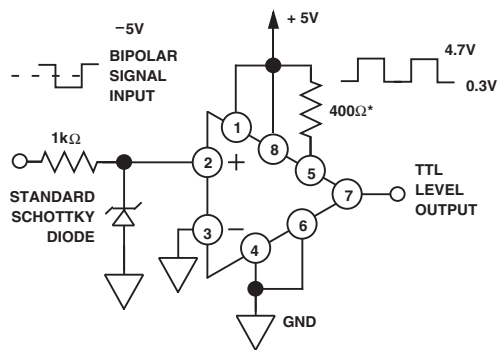 −5V
BIPOLAR
SIGNAL
INPUT
+ 5V
4.7V
0.3V
400Ω*
1kΩ
STANDARD
SCHOTTKY
DIODE
1
8
5
2
+
7
3
−
4
6
TTL
LEVEL
OUTPUT
GND